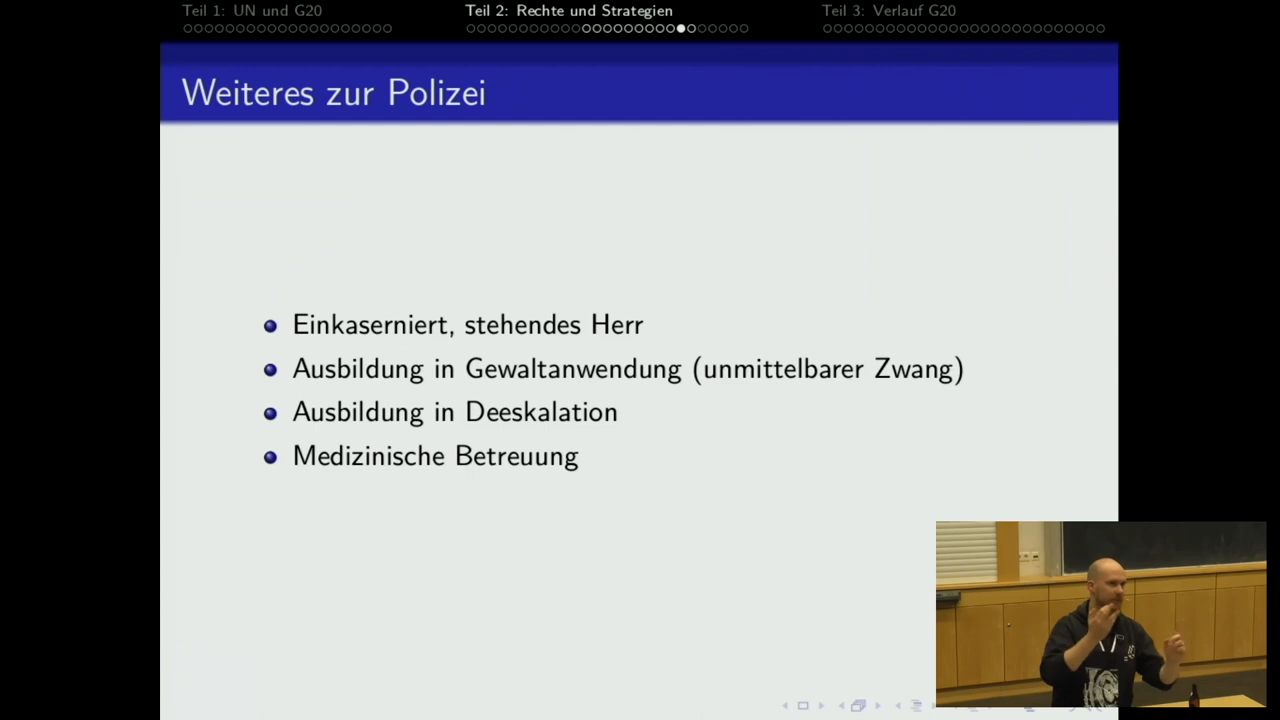 Teil 1: UN und G20
Teil 2: Rechte und Strategien
Teil 3: Verlauf G20
Weiteres zur Polizei
Einkaserniert, stehendes Herr
Ausbildung in Gewaltanwendung (unmittelbarer Zwang)
Ausbildung in Deeskalation
Medizinische Betreuung